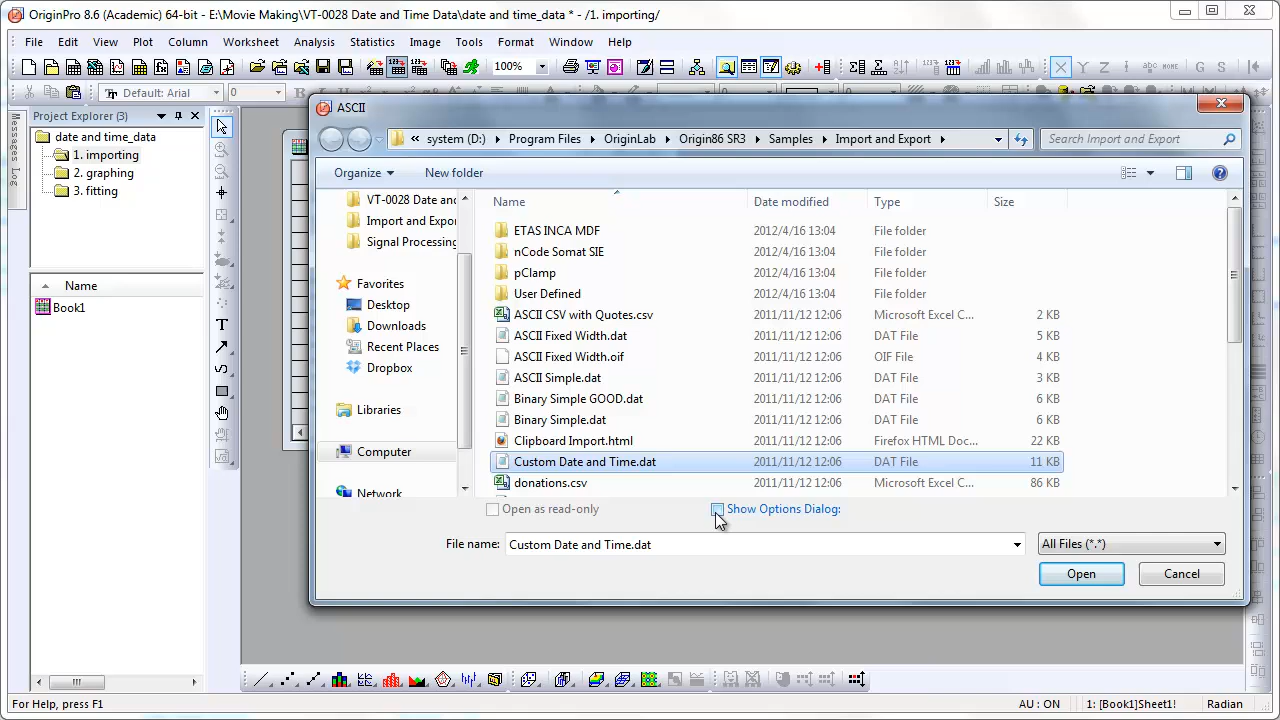 OriginPro 8.6 (Academic) 64-bit - E:\Movie Making\VT-0028 Date and Time Data\date and time_data * - /1. importing/
File Edit View Plot Column Worksheet Analysis Statistics Image Tools Format Window Help
100%
Default: Arial 0
Messages Log
Project Explorer (3)
date and time_data
1. importing
2. graphing
3. fitting
Name
Book1
ASCII
« system (D:) Program Files OriginLab Origin86 SR3 Samples Import and Export
Search Import and Export
Organize New folder
VT-0028 Date and
Import and Expor
Signal Processing
Favorites
Desktop
Downloads
Recent Places
Dropbox
Libraries
Computer
Network
Name Date modified Type Size
ETAS INCA MDF 2012/4/16 13:04 File folder
nCode Somat SIE 2012/4/16 13:04 File folder
pClamp 2012/4/16 13:04 File folder
User Defined 2012/4/16 13:04 File folder
ASCII CSV with Quotes.csv 2011/11/12 12:06 Microsoft Excel C... 2 KB
ASCII Fixed Width.dat 2011/11/12 12:06 DAT File 5 KB
ASCII Fixed Width.oif 2011/11/12 12:06 OIF File 4 KB
ASCII Simple.dat 2011/11/12 12:06 DAT File 3 KB
Binary Simple GOOD.dat 2011/11/12 12:06 DAT File 6 KB
Binary Simple.dat 2011/11/12 12:06 DAT File 6 KB
Clipboard Import.html 2011/11/12 12:06 Firefox HTML Doc... 22 KB
Custom Date and Time.dat 2011/11/12 12:06 DAT File 11 KB
donations.csv 2011/11/12 12:06 Microsoft Excel C... 86 KB
Open as read-only Show Options Dialog:
File name: Custom Date and Time.dat All Files (*.*)
Open Cancel
For Help, press F1 AU : ON 1: [Book1]Sheet1! Radian